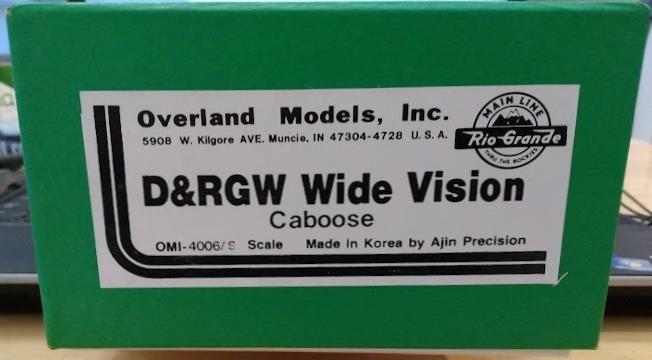 Overland Models, Inc.
5908 W. Kilgore AVE. Muncie, IN 47304-4728 U. S. A.
MAIN LINE
Rio Grande
THRU THE ROCKIES
D&RGW Wide Vision
Caboose
OMI-4006/S Scale Made in Korea by Ajin Precision